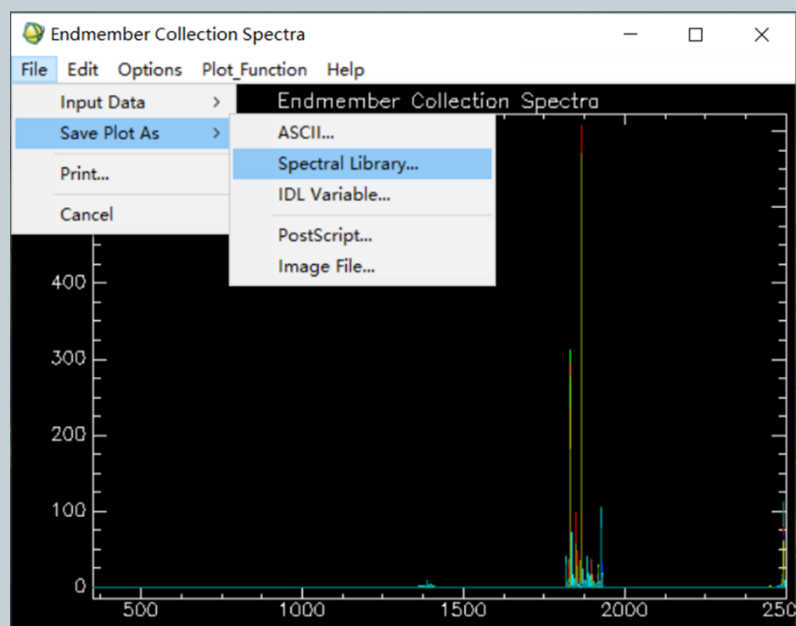 Endmember Collection Spectra
File Edit Options Plot_Function Help
Input Data
Endmember Collection Spectra
Save Plot As
ASCII...
Spectral Library...
Print...
IDL Variable...
Cancel
PostScript...
Image File...
400
300
200
100
0
500 1000 1500 2000 250